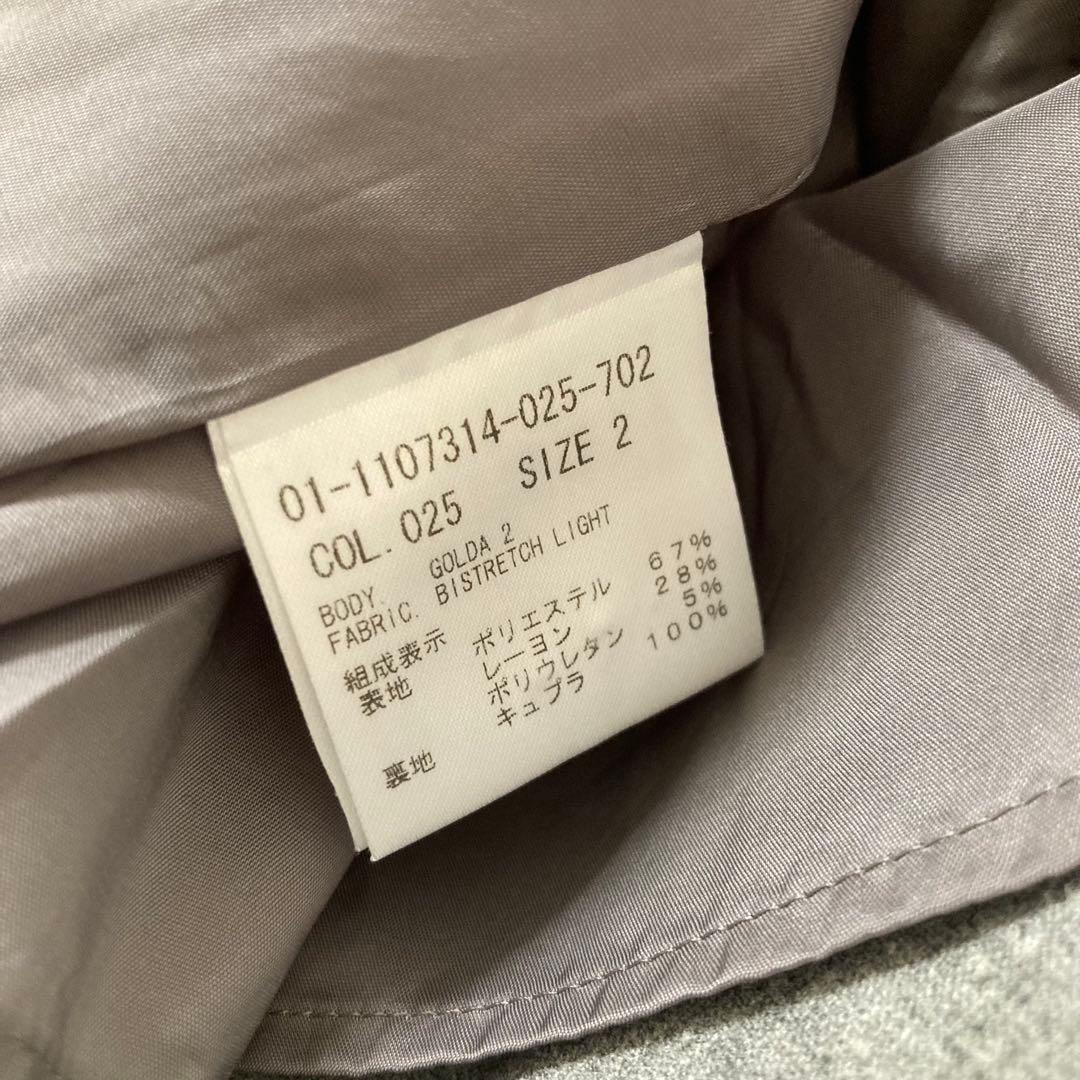 01-1107314-025-702
COL. 025 SIZE 2
BODY. GOLDA 2
FABRIC. BISTRETCH LIGHT
組成表示
表地 ポリエステル 67%
レーヨン 28%
ポリウレタン 5%
裏地 キュプラ 100%